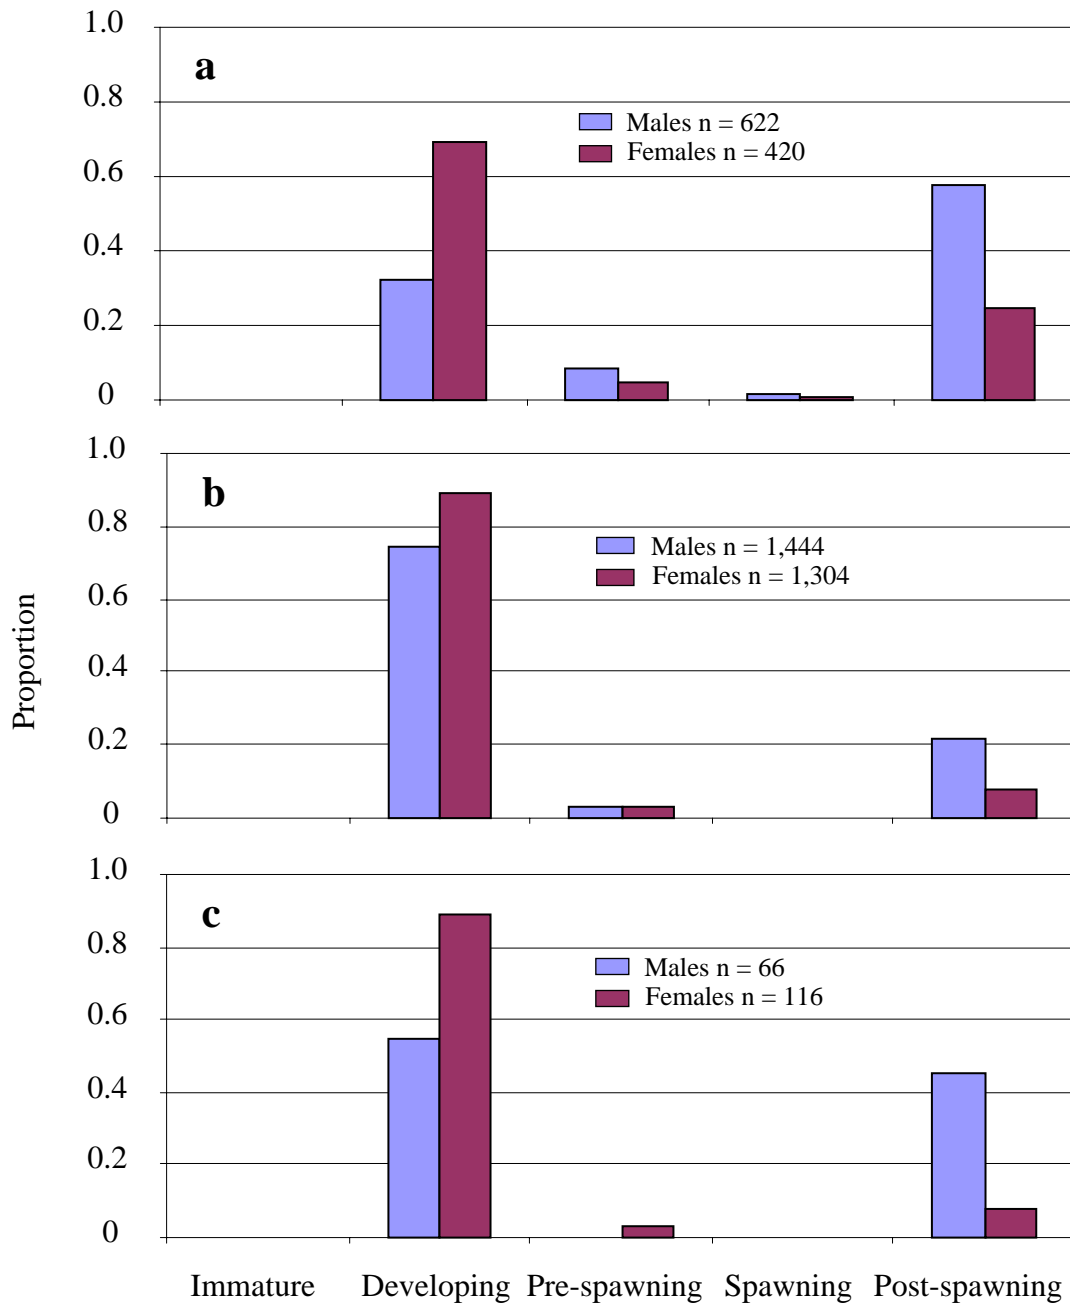 1.0
a
0.8
Males n = 622
Females n = 420
0.6
0.4
0.2
0
1.0
b
0.8
Males n = 1,444
Females n = 1,304
0.6
0.4
0.2
0
Proportion
1.0
c
0.8
Males n = 66
Females n = 116
0.6
0.4
0.2
0
Immature Developing Pre-spawning Spawning Post-spawning